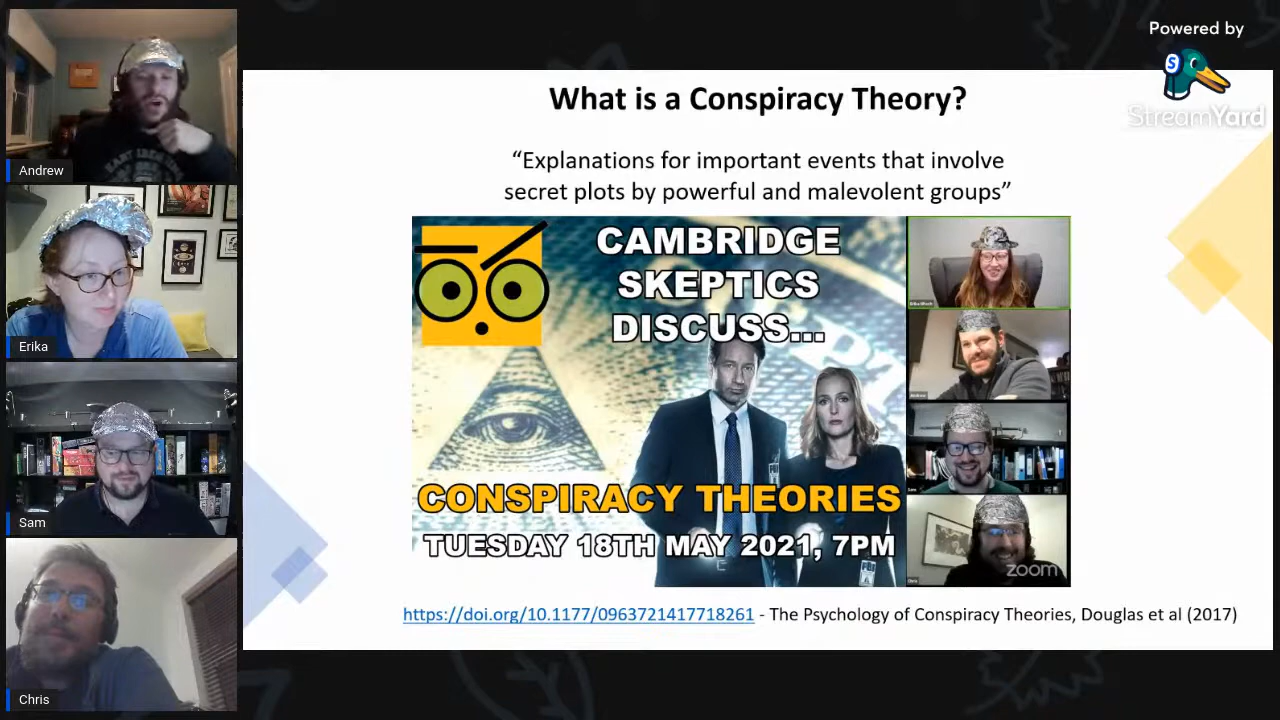 Powered by
StreamYard
What is a Conspiracy Theory?
“Explanations for important events that involve
secret plots by powerful and malevolent groups”
CAMBRIDGE
SKEPTICS
DISCUSS...
CONSPIRACY THEORIES
TUESDAY 18TH MAY 2021, 7PM
FBI
zoom
https://doi.org/10.1177/0963721417718261 - The Psychology of Conspiracy Theories, Douglas et al (2017)
Andrew
Erika
Sam
Chris